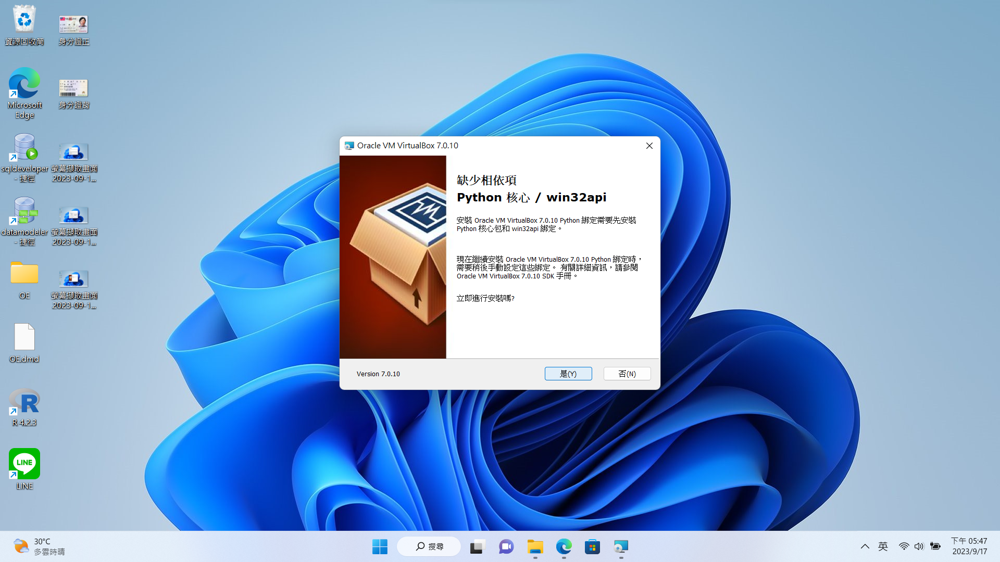 資源回收筒
身分證正
Microsoft
Edge
身分證背
sqldeveloper
- 捷徑
螢幕擷取畫面
2023-09-1...
datamodeler
- 捷徑
螢幕擷取畫面
2023-09-1...
OE
螢幕擷取畫面
2023-09-1...
OE.dmd
R 4.2.3
LINE
LINE
Oracle VM VirtualBox 7.0.10
缺少相依項
Python 核心 / win32api
安裝 Oracle VM VirtualBox 7.0.10 Python 綁定需要先安裝
Python 核心包和 win32api 綁定。
現在繼續安裝 Oracle VM VirtualBox 7.0.10 Python 綁定時，
需要稍後手動設定這些綁定。 有關詳細資訊，請參閱
Oracle VM VirtualBox 7.0.10 SDK 手冊。
立即進行安裝嗎?
Version 7.0.10
是(Y)
否(N)
30°C
多雲時晴
搜尋
英
下午 05:47
2023/9/17